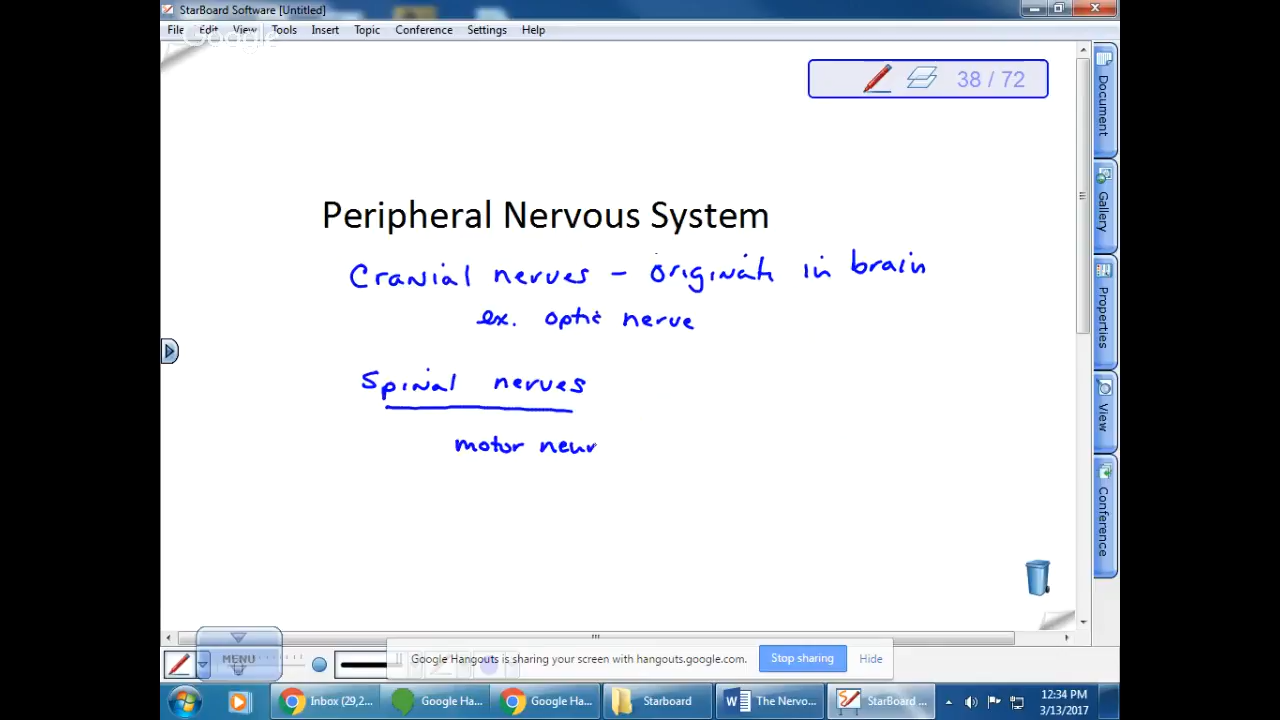 StarBoard Software [Untitled]
File Edit View Tools Insert Topic Conference Settings Help
Google
38 / 72
Document
Gallery
Properties
View
Conference
Peripheral Nervous System
Cranial nerves – originate in brain
ex. optic nerve
Spinal nerves
motor neur
MENU
Google Hangouts is sharing your screen with hangouts.google.com. Stop sharing Hide
Inbox (29,2... Google Ha... Google Ha... Starboard The Nervo... StarBoard ...
12:34 PM
3/13/2017